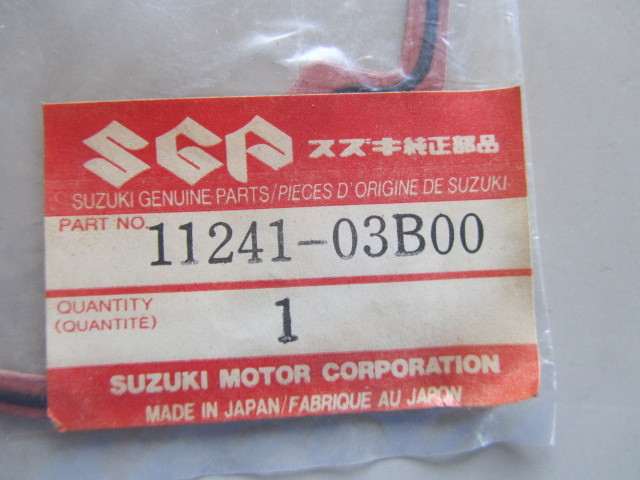 SGP スズキ純正部品
SUZUKI GENUINE PARTS/PIECES D'ORIGINE DE SUZUKI
PART NO. 11241-03B00
QUANTITY
(QUANTITÉ) 1
SUZUKI MOTOR CORPORATION
MADE IN JAPAN/FABRIQUE AU JAPON